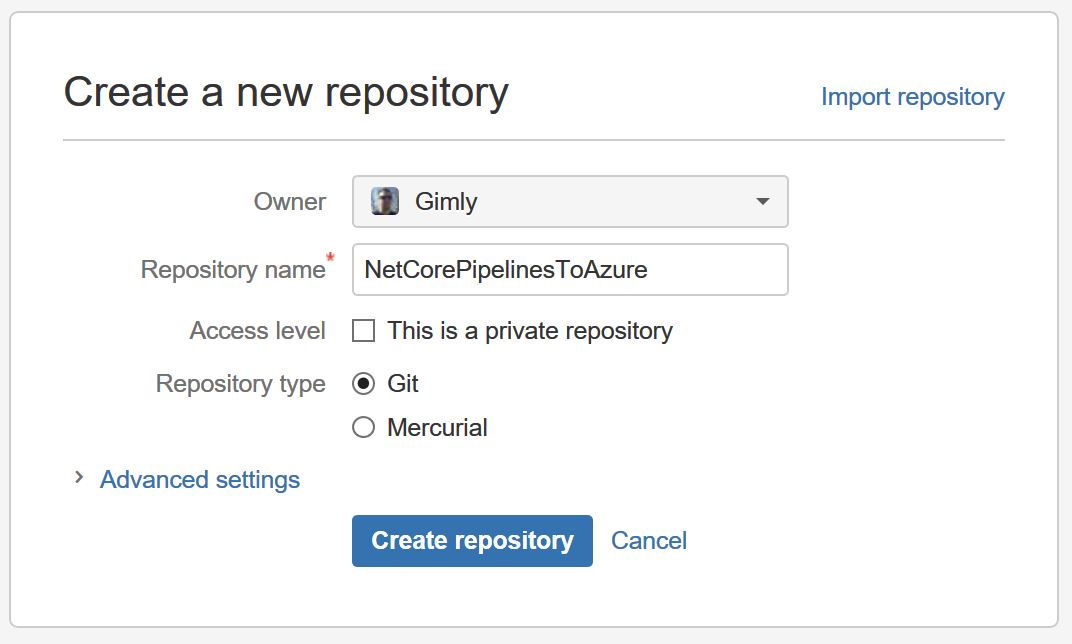 Create a new repository
Import repository
Owner
Gimly
Repository name*
NetCorePipelinesToAzure
Access level
This is a private repository
Repository type
Git
Mercurial
Advanced settings
Create repository
Cancel